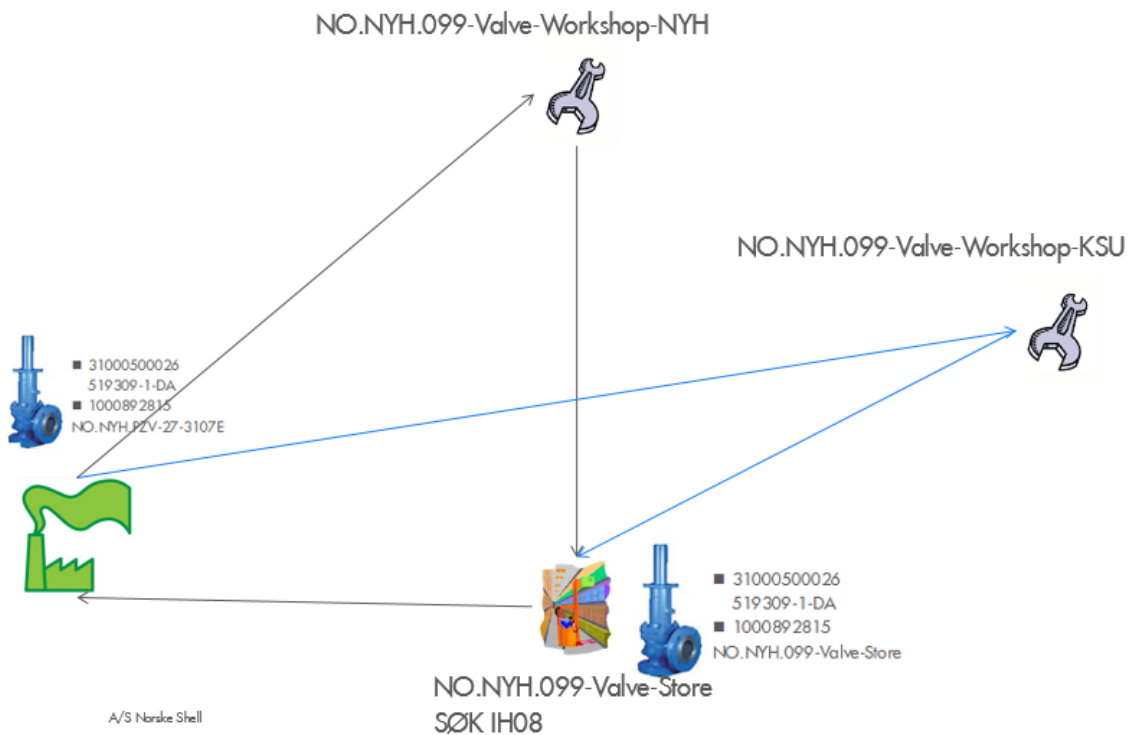 NO.NYH.099-Valve-Workshop-NYH
NO.NYH.099-Valve-Workshop-KSU
■ 31000500026
519309-1-DA
■ 1000892815
NO.NYH.PZV-27-3107E
■ 31000500026
519309-1-DA
■ 1000892815
NO.NYH.099-Valve-Store
NO.NYH.099-Valve-Store
SØK IH08
A/S Norske Shell